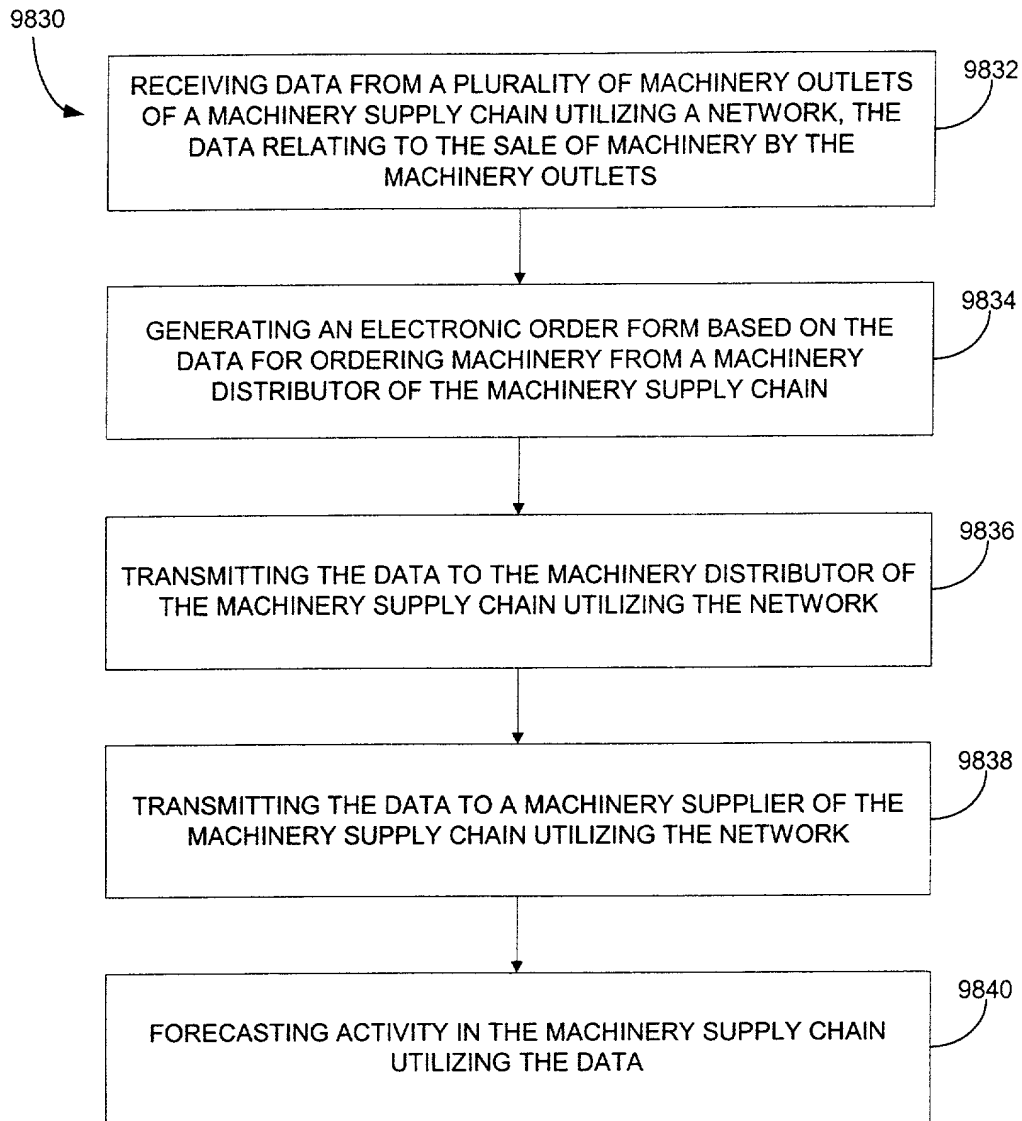 9830
9832
RECEIVING DATA FROM A PLURALITY OF MACHINERY OUTLETS
OF A MACHINERY SUPPLY CHAIN UTILIZING A NETWORK, THE
DATA RELATING TO THE SALE OF MACHINERY BY THE
MACHINERY OUTLETS
9834
GENERATING AN ELECTRONIC ORDER FORM BASED ON THE
DATA FOR ORDERING MACHINERY FROM A MACHINERY
DISTRIBUTOR OF THE MACHINERY SUPPLY CHAIN
9836
TRANSMITTING THE DATA TO THE MACHINERY DISTRIBUTOR OF
THE MACHINERY SUPPLY CHAIN UTILIZING THE NETWORK
9838
TRANSMITTING THE DATA TO A MACHINERY SUPPLIER OF THE
MACHINERY SUPPLY CHAIN UTILIZING THE NETWORK
9840
FORECASTING ACTIVITY IN THE MACHINERY SUPPLY CHAIN
UTILIZING THE DATA